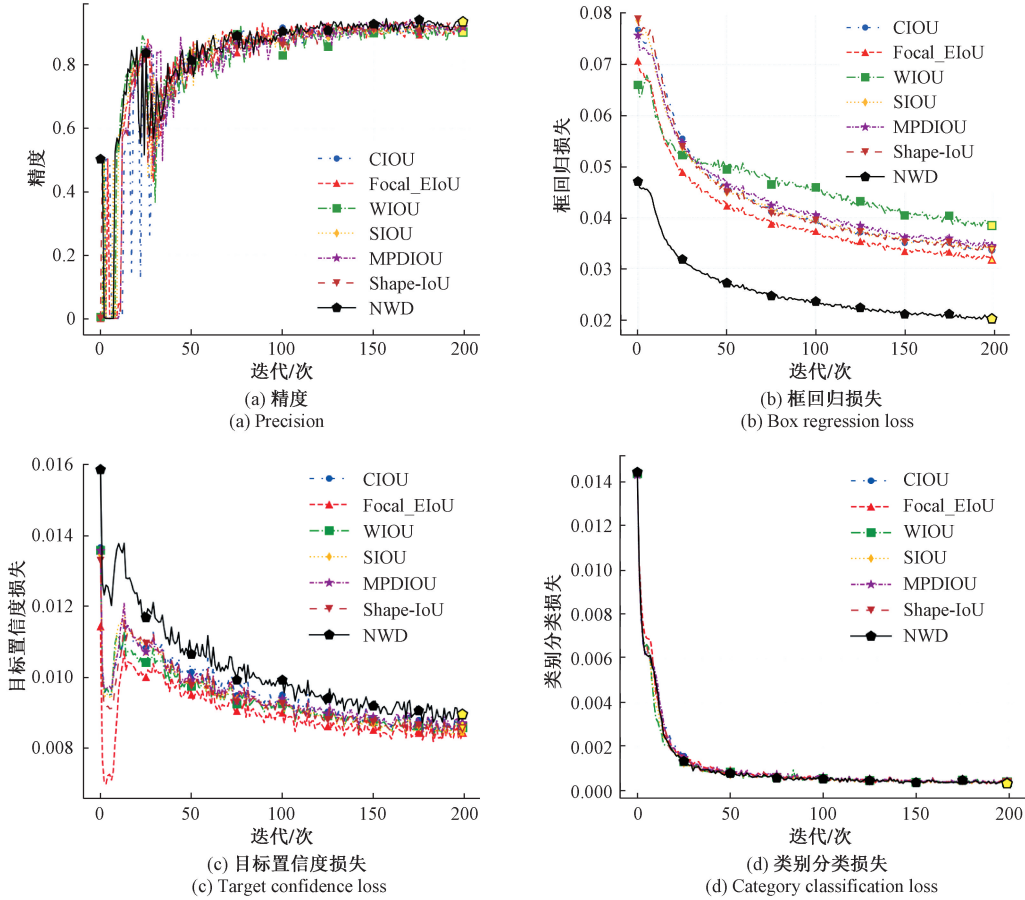 0.8
0.6
0.4
0.2
0
精度
CIOU
Focal_EIoU
WIOU
SIOU
MPDIOU
Shape-IoU
NWD
0 50 100 150 200
迭代/次
(a) 精度
(a) Precision
0.08
0.07
0.06
0.05
0.04
0.03
0.02
框回归损失
CIOU
Focal_EIoU
WIOU
SIOU
MPDIOU
Shape-IoU
NWD
0 50 100 150 200
迭代/次
(b) 框回归损失
(b) Box regression loss
0.016
0.014
0.012
0.010
0.008
目标置信度损失
CIOU
Focal_EIoU
WIOU
SIOU
MPDIOU
Shape-IoU
NWD
0 50 100 150 200
迭代/次
(c) 目标置信度损失
(c) Target confidence loss
0.014
0.012
0.010
0.008
0.006
0.004
0.002
0.000
类别分类损失
CIOU
Focal_EIoU
WIOU
SIOU
MPDIOU
Shape-IoU
NWD
0 50 100 150 200
迭代/次
(d) 类别分类损失
(d) Category classification loss